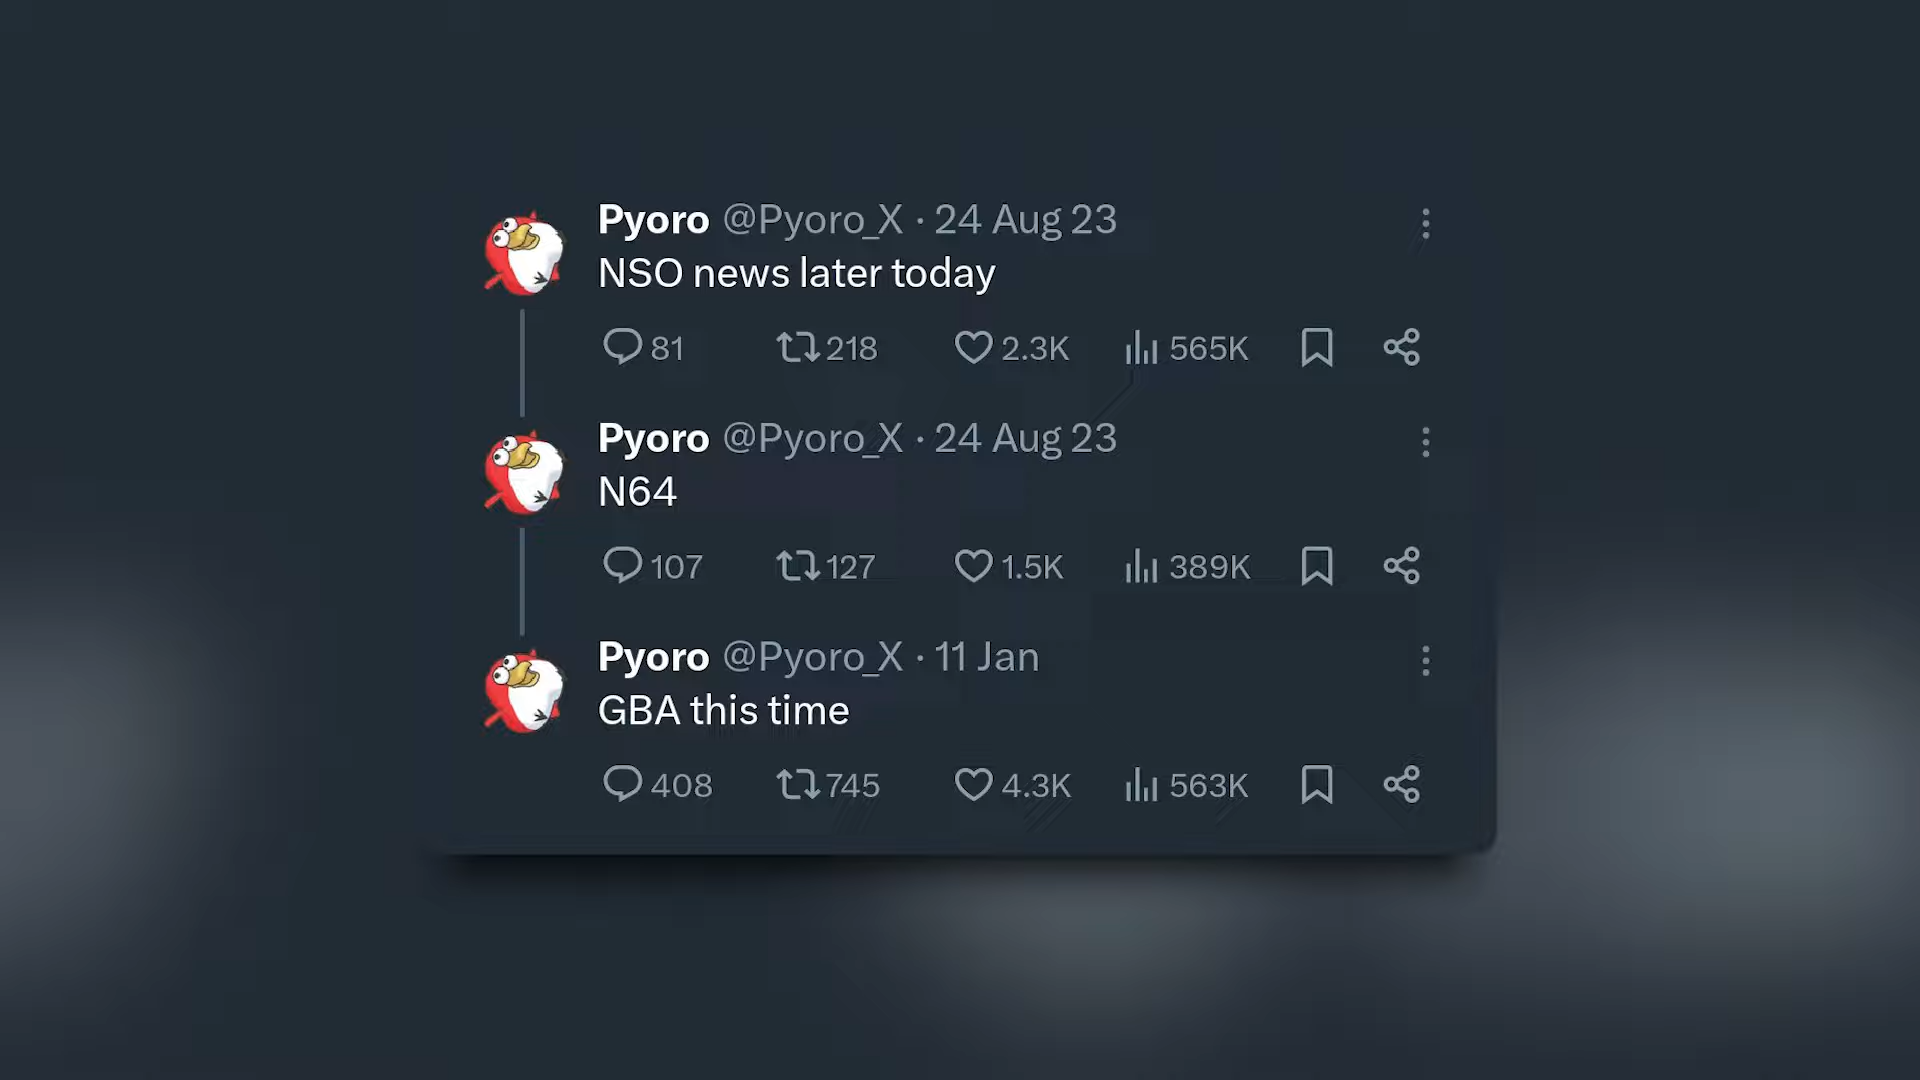 Pyoro @Pyoro_X · 24 Aug 23
NSO news later today
81 218 2.3K 565K
Pyoro @Pyoro_X · 24 Aug 23
N64
107 127 1.5K 389K
Pyoro @Pyoro_X · 11 Jan
GBA this time
408 745 4.3K 563K